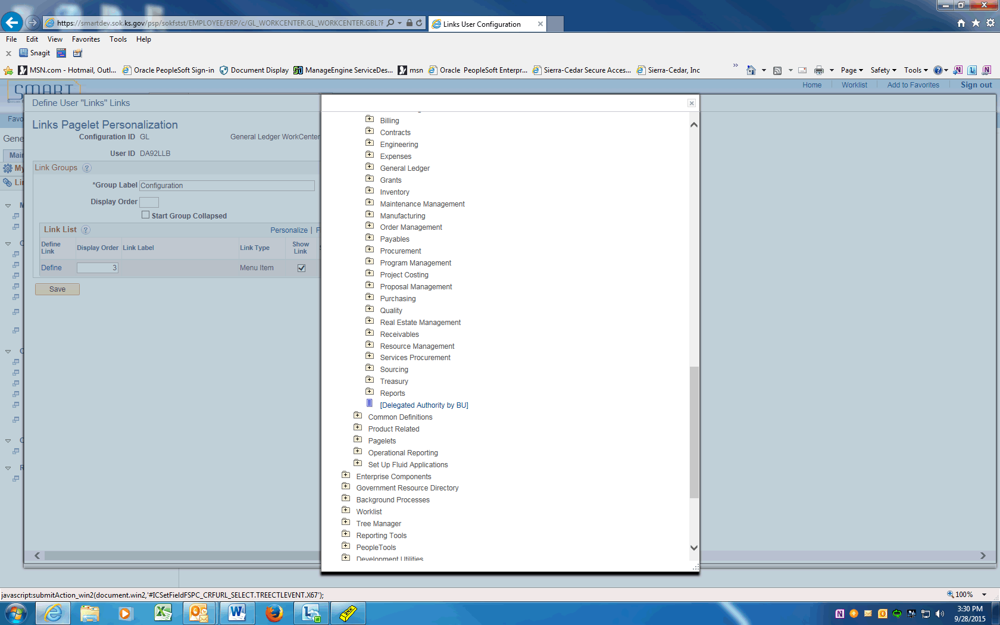 https://smartdev.sok.ks.gov/psp/sokfstst/EMPLOYEE/ERP/c/GL_WORKCENTER.GL_WORKCENTER.GBL?F
Links User Configuration
File Edit View Favorites Tools Help
x Snagit
MSN.com - Hotmail, Outl... Oracle PeopleSoft Sign-in Document Display ManageEngine ServiceDes... msn Oracle PeopleSoft Enterpr... Sierra-Cedar Secure Acces... Sierra-Cedar, Inc » Page Safety Tools
SMART Home Worklist Add to Favorites Sign out
Define User "Links" Links
Favo
Links Pagelet Personalization
Gene
Configuration ID GL General Ledger WorkCenter
User ID DA92LLB
Main
My
Link Groups
Lin
*Group Label Configuration
Display Order
Start Group Collapsed
Link List Personalize | F
Define Link Display Order Link Label Link Type Show Link
Define 3 Menu Item
Save
Billing
Contracts
Engineering
Expenses
General Ledger
Grants
Inventory
Maintenance Management
Manufacturing
Order Management
Payables
Procurement
Program Management
Project Costing
Proposal Management
Purchasing
Quality
Real Estate Management
Receivables
Resource Management
Services Procurement
Sourcing
Treasury
Reports
[Delegated Authority by BU]
Common Definitions
Product Related
Pagelets
Operational Reporting
Set Up Fluid Applications
Enterprise Components
Government Resource Directory
Background Processes
Worklist
Tree Manager
Reporting Tools
PeopleTools
Development Utilities
javascript:submitAction_win2(document.win2,'#ICSetFieldFSPC_CRFURL_SELECT.TREECTLEVENT.X67');
100%
3:30 PM
9/28/2015